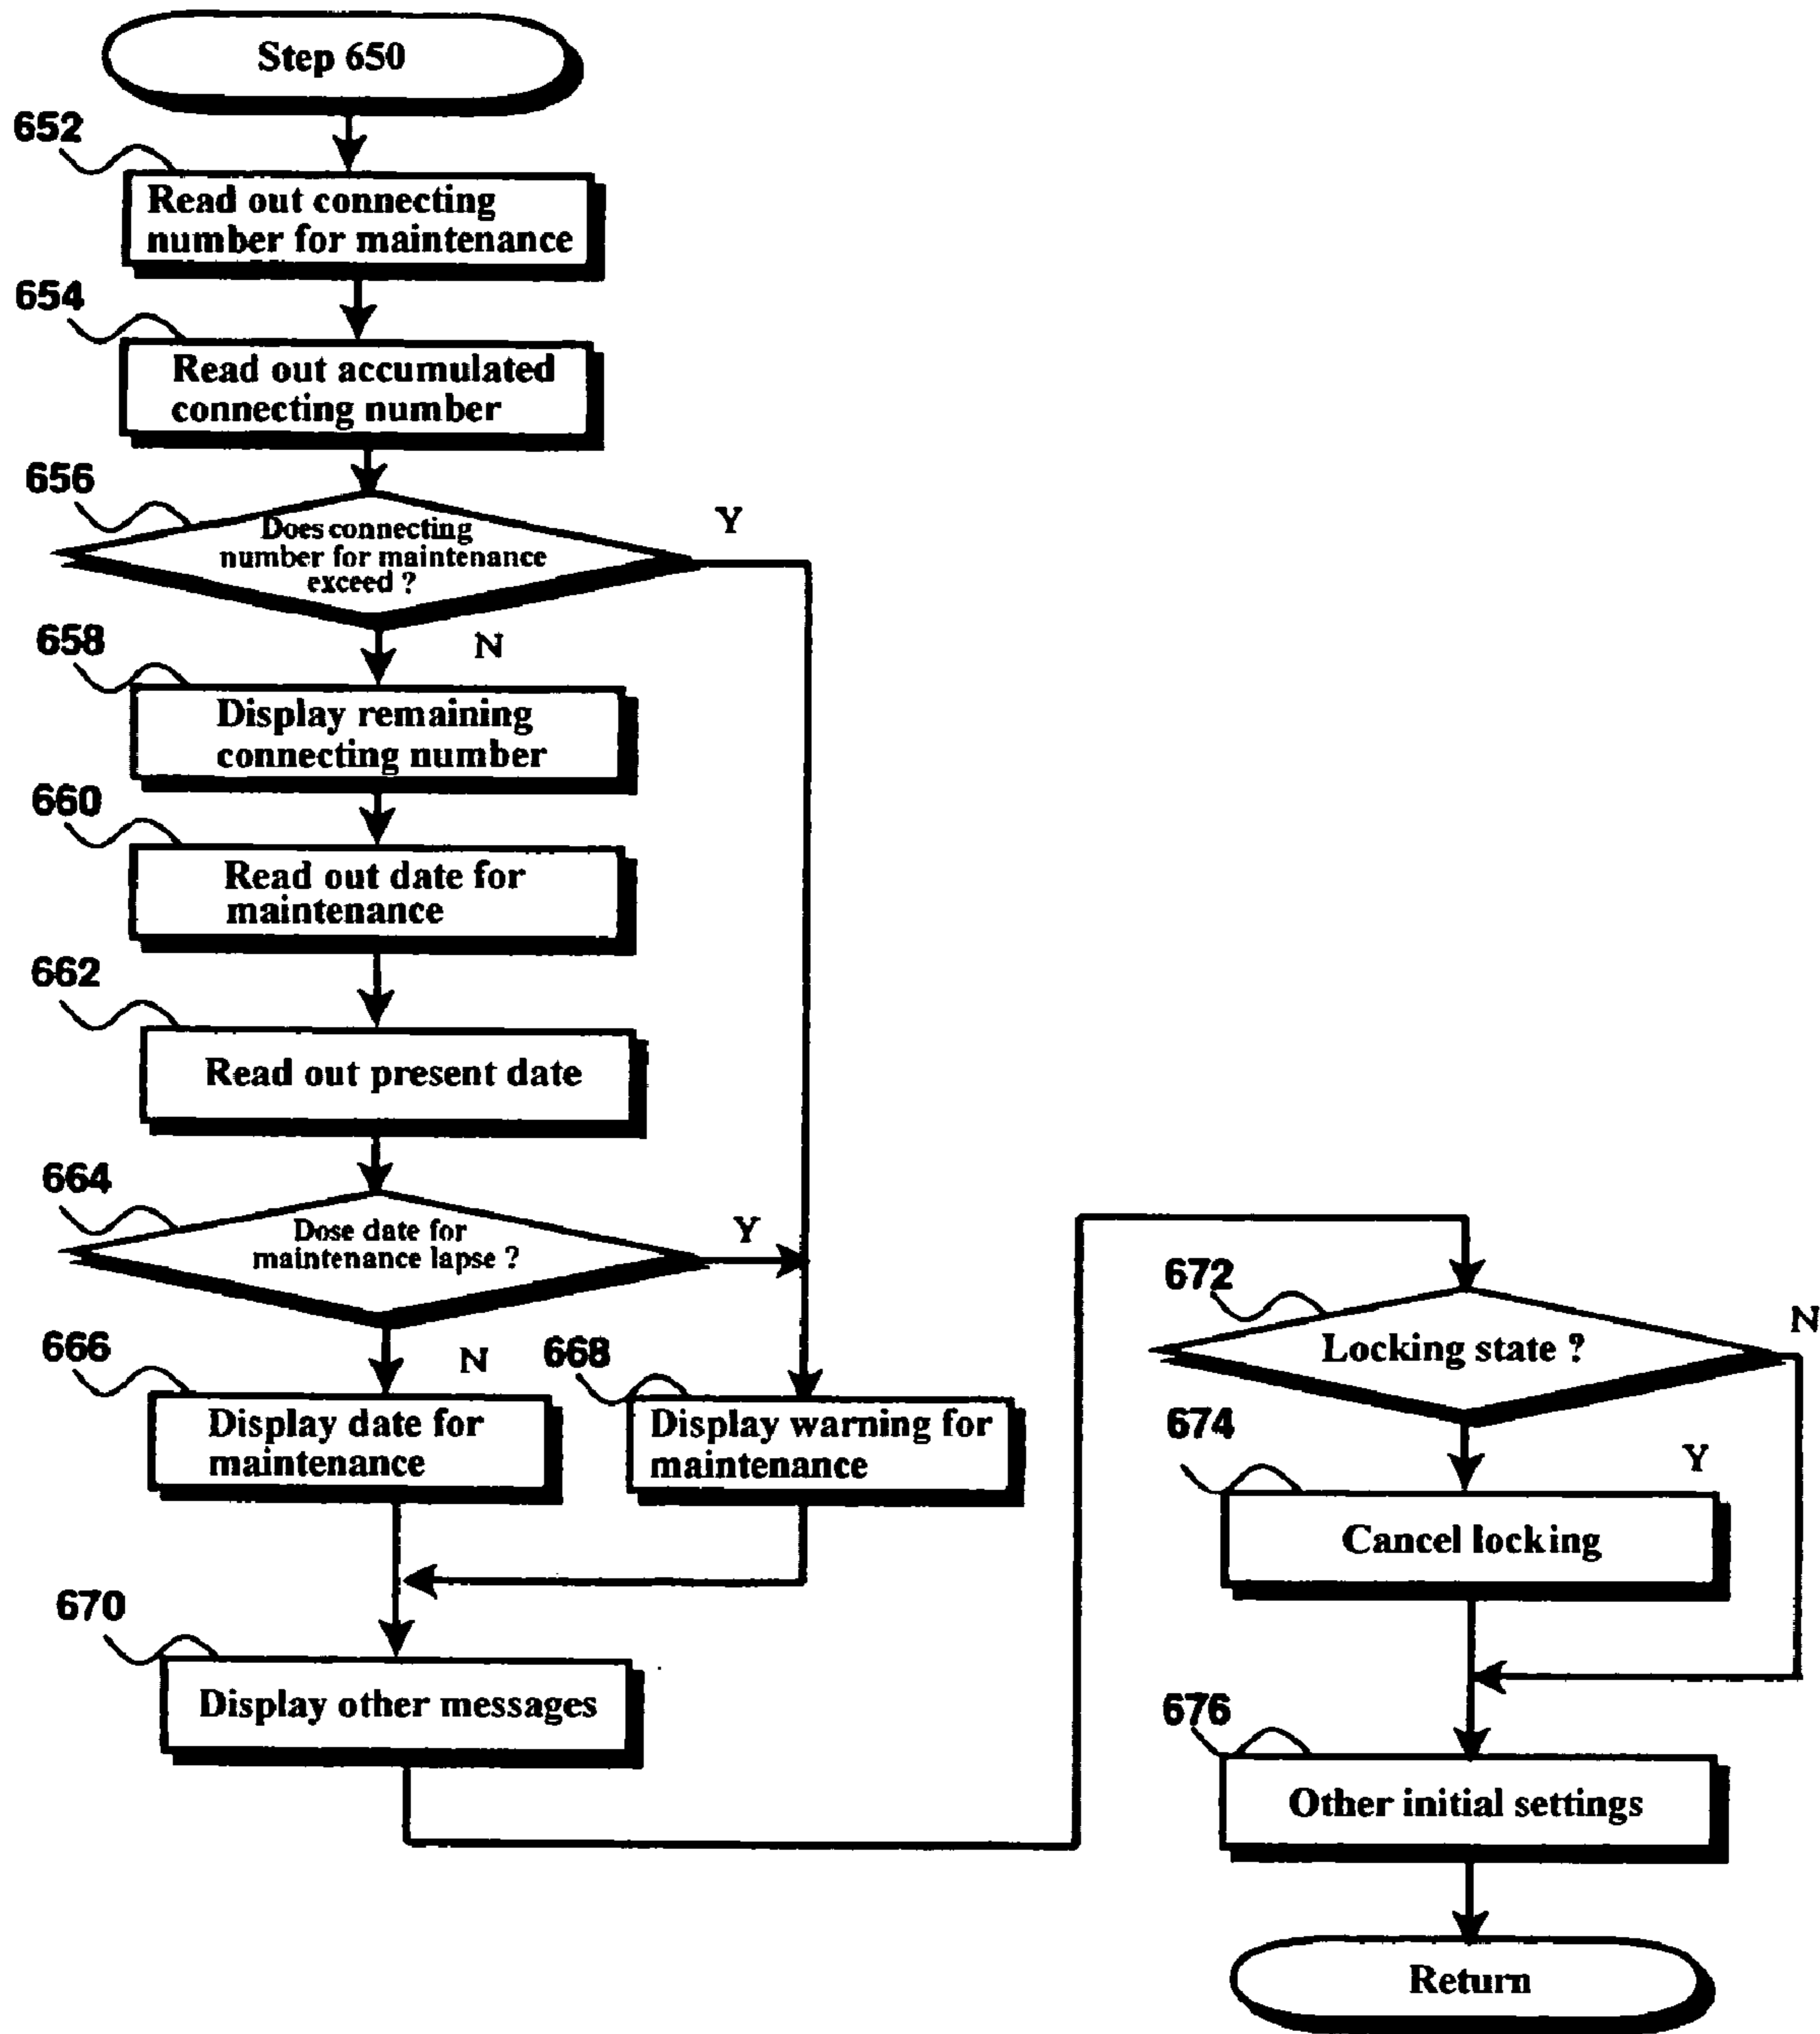 Step 650
652
Read out connecting
number for maintenance
654
Read out accumulated
connecting number
656
Does connecting
number for maintenance
exceed ?
Y
N
658
Display remaining
connecting number
660
Read out date for
maintenance
662
Read out present date
664
Dose date for
maintenance lapse ?
Y
N
666
Display date for
maintenance
668
Display warning for
maintenance
670
Display other messages
672
Locking state ?
N
Y
674
Cancel locking
676
Other initial settings
Return